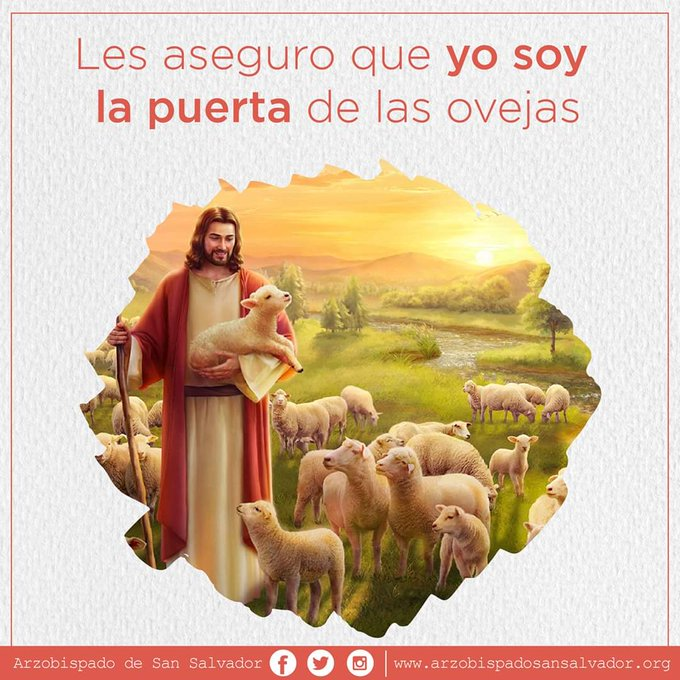 Les aseguro que yo soy
la puerta de las ovejas
Arzobispado de San Salvador | www.arzobispadosansalvador.org